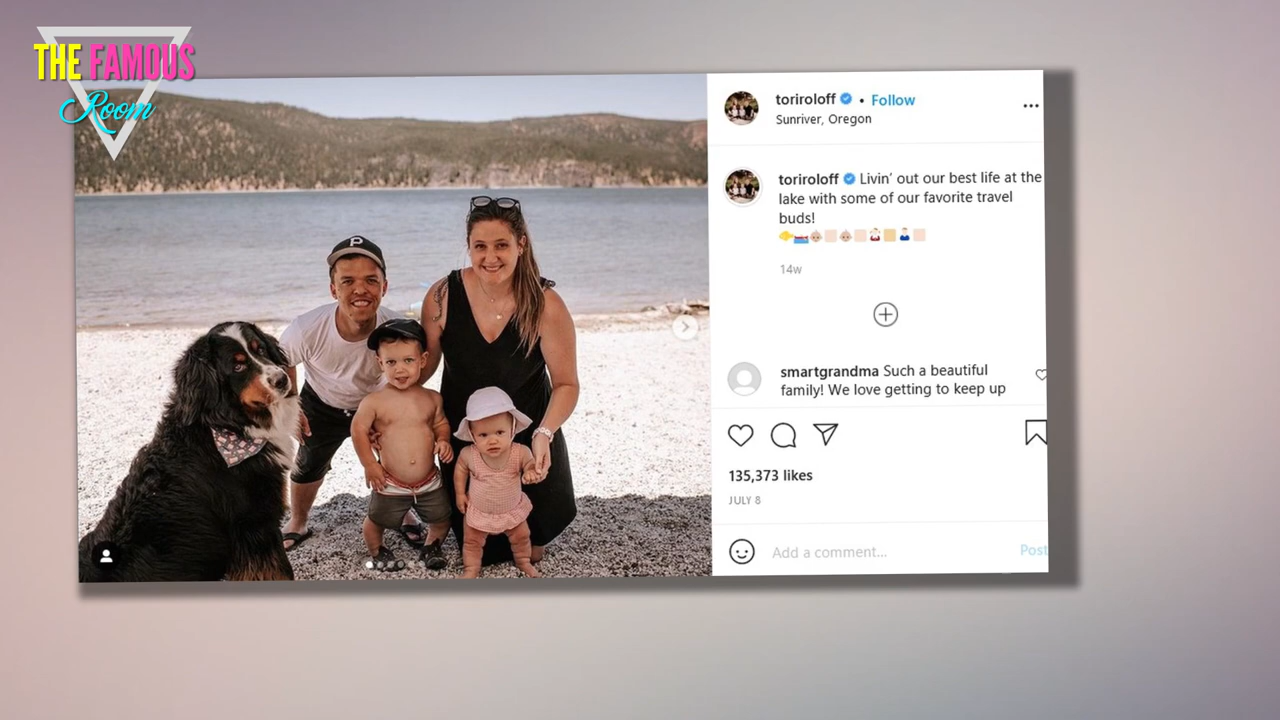 THE FAMOUS
Room
P
toriroloff • Follow
Sunriver, Oregon
toriroloff Livin' out our best life at the
lake with some of our favorite travel
buds!
14w
smartgrandma Such a beautiful
family! We love getting to keep up
135,373 likes
JULY 8
Add a comment...
Post